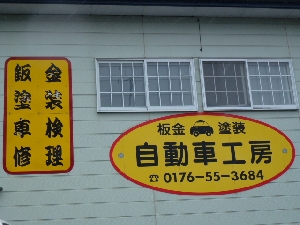 鈑金
塗装
車検
修理
板金 塗装
自動車工房
☎0176-55-3684